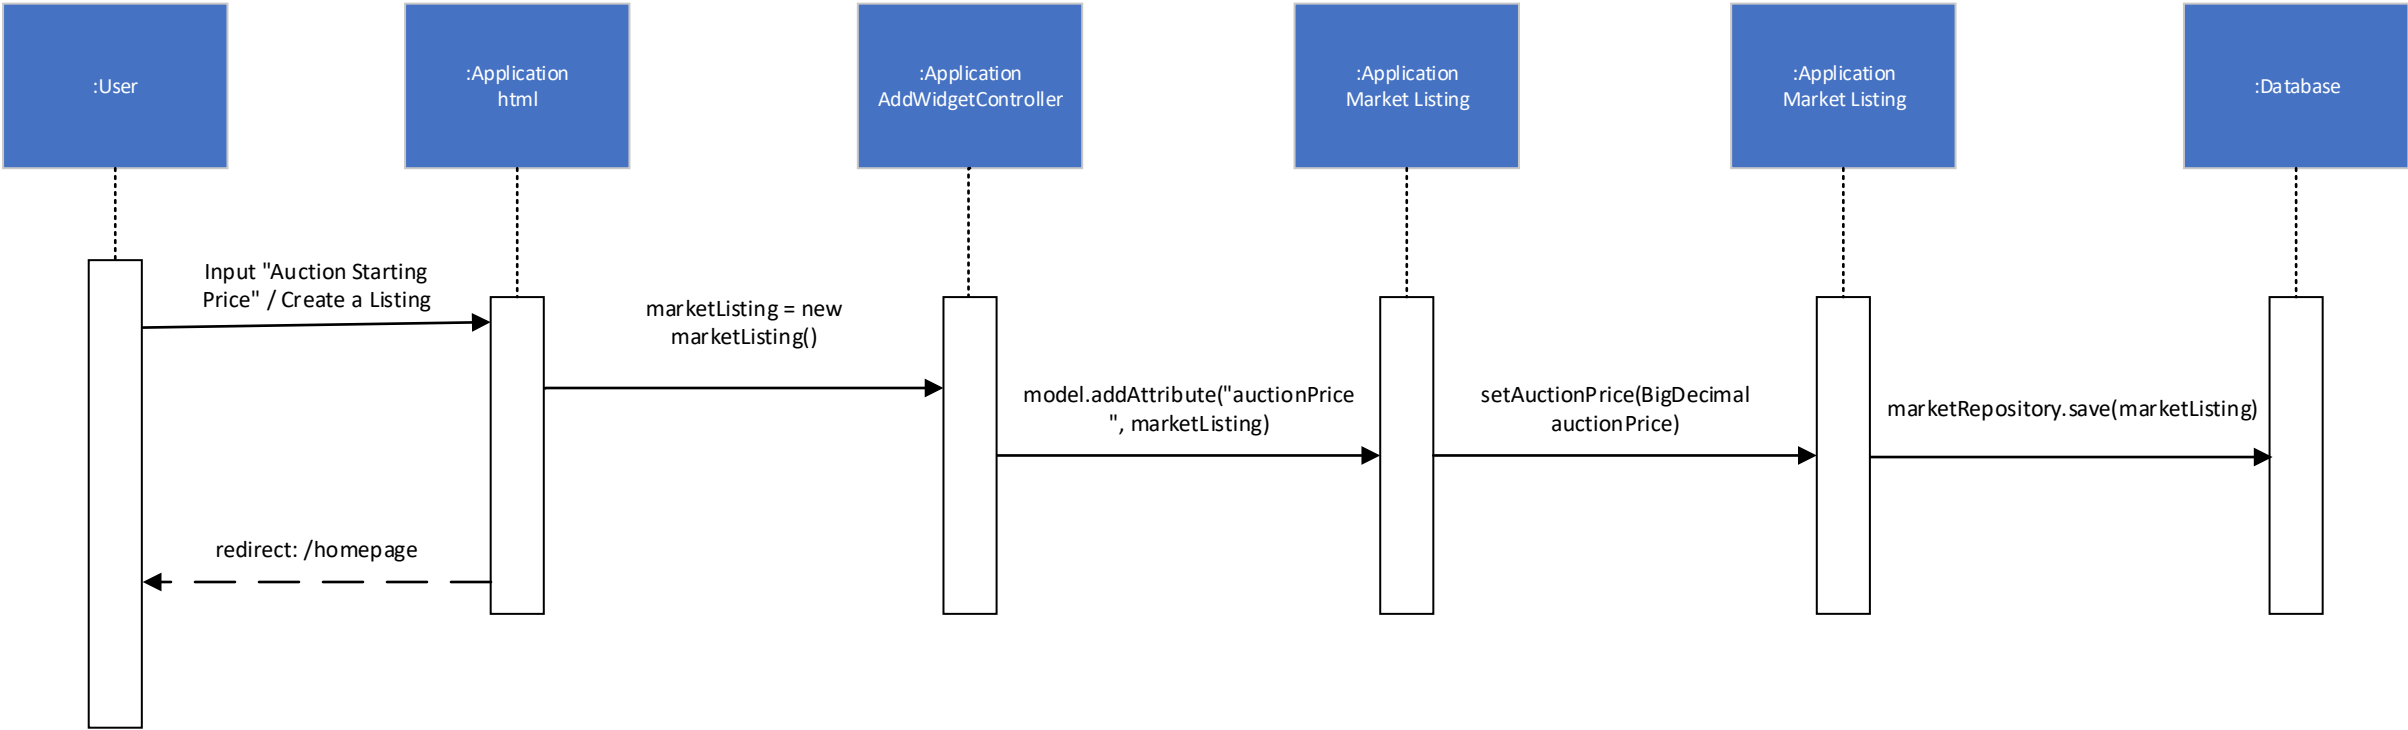 :User
:Application
html
:Application
AddWidgetController
:Application
Market Listing
:Application
Market Listing
:Database
Input "Auction Starting
Price" / Create a Listing
marketListing = new
marketListing()
model.addAttribute("auctionPrice
", marketListing)
setAuctionPrice(BigDecimal
auctionPrice)
marketRepository.save(marketListing)
redirect: /homepage